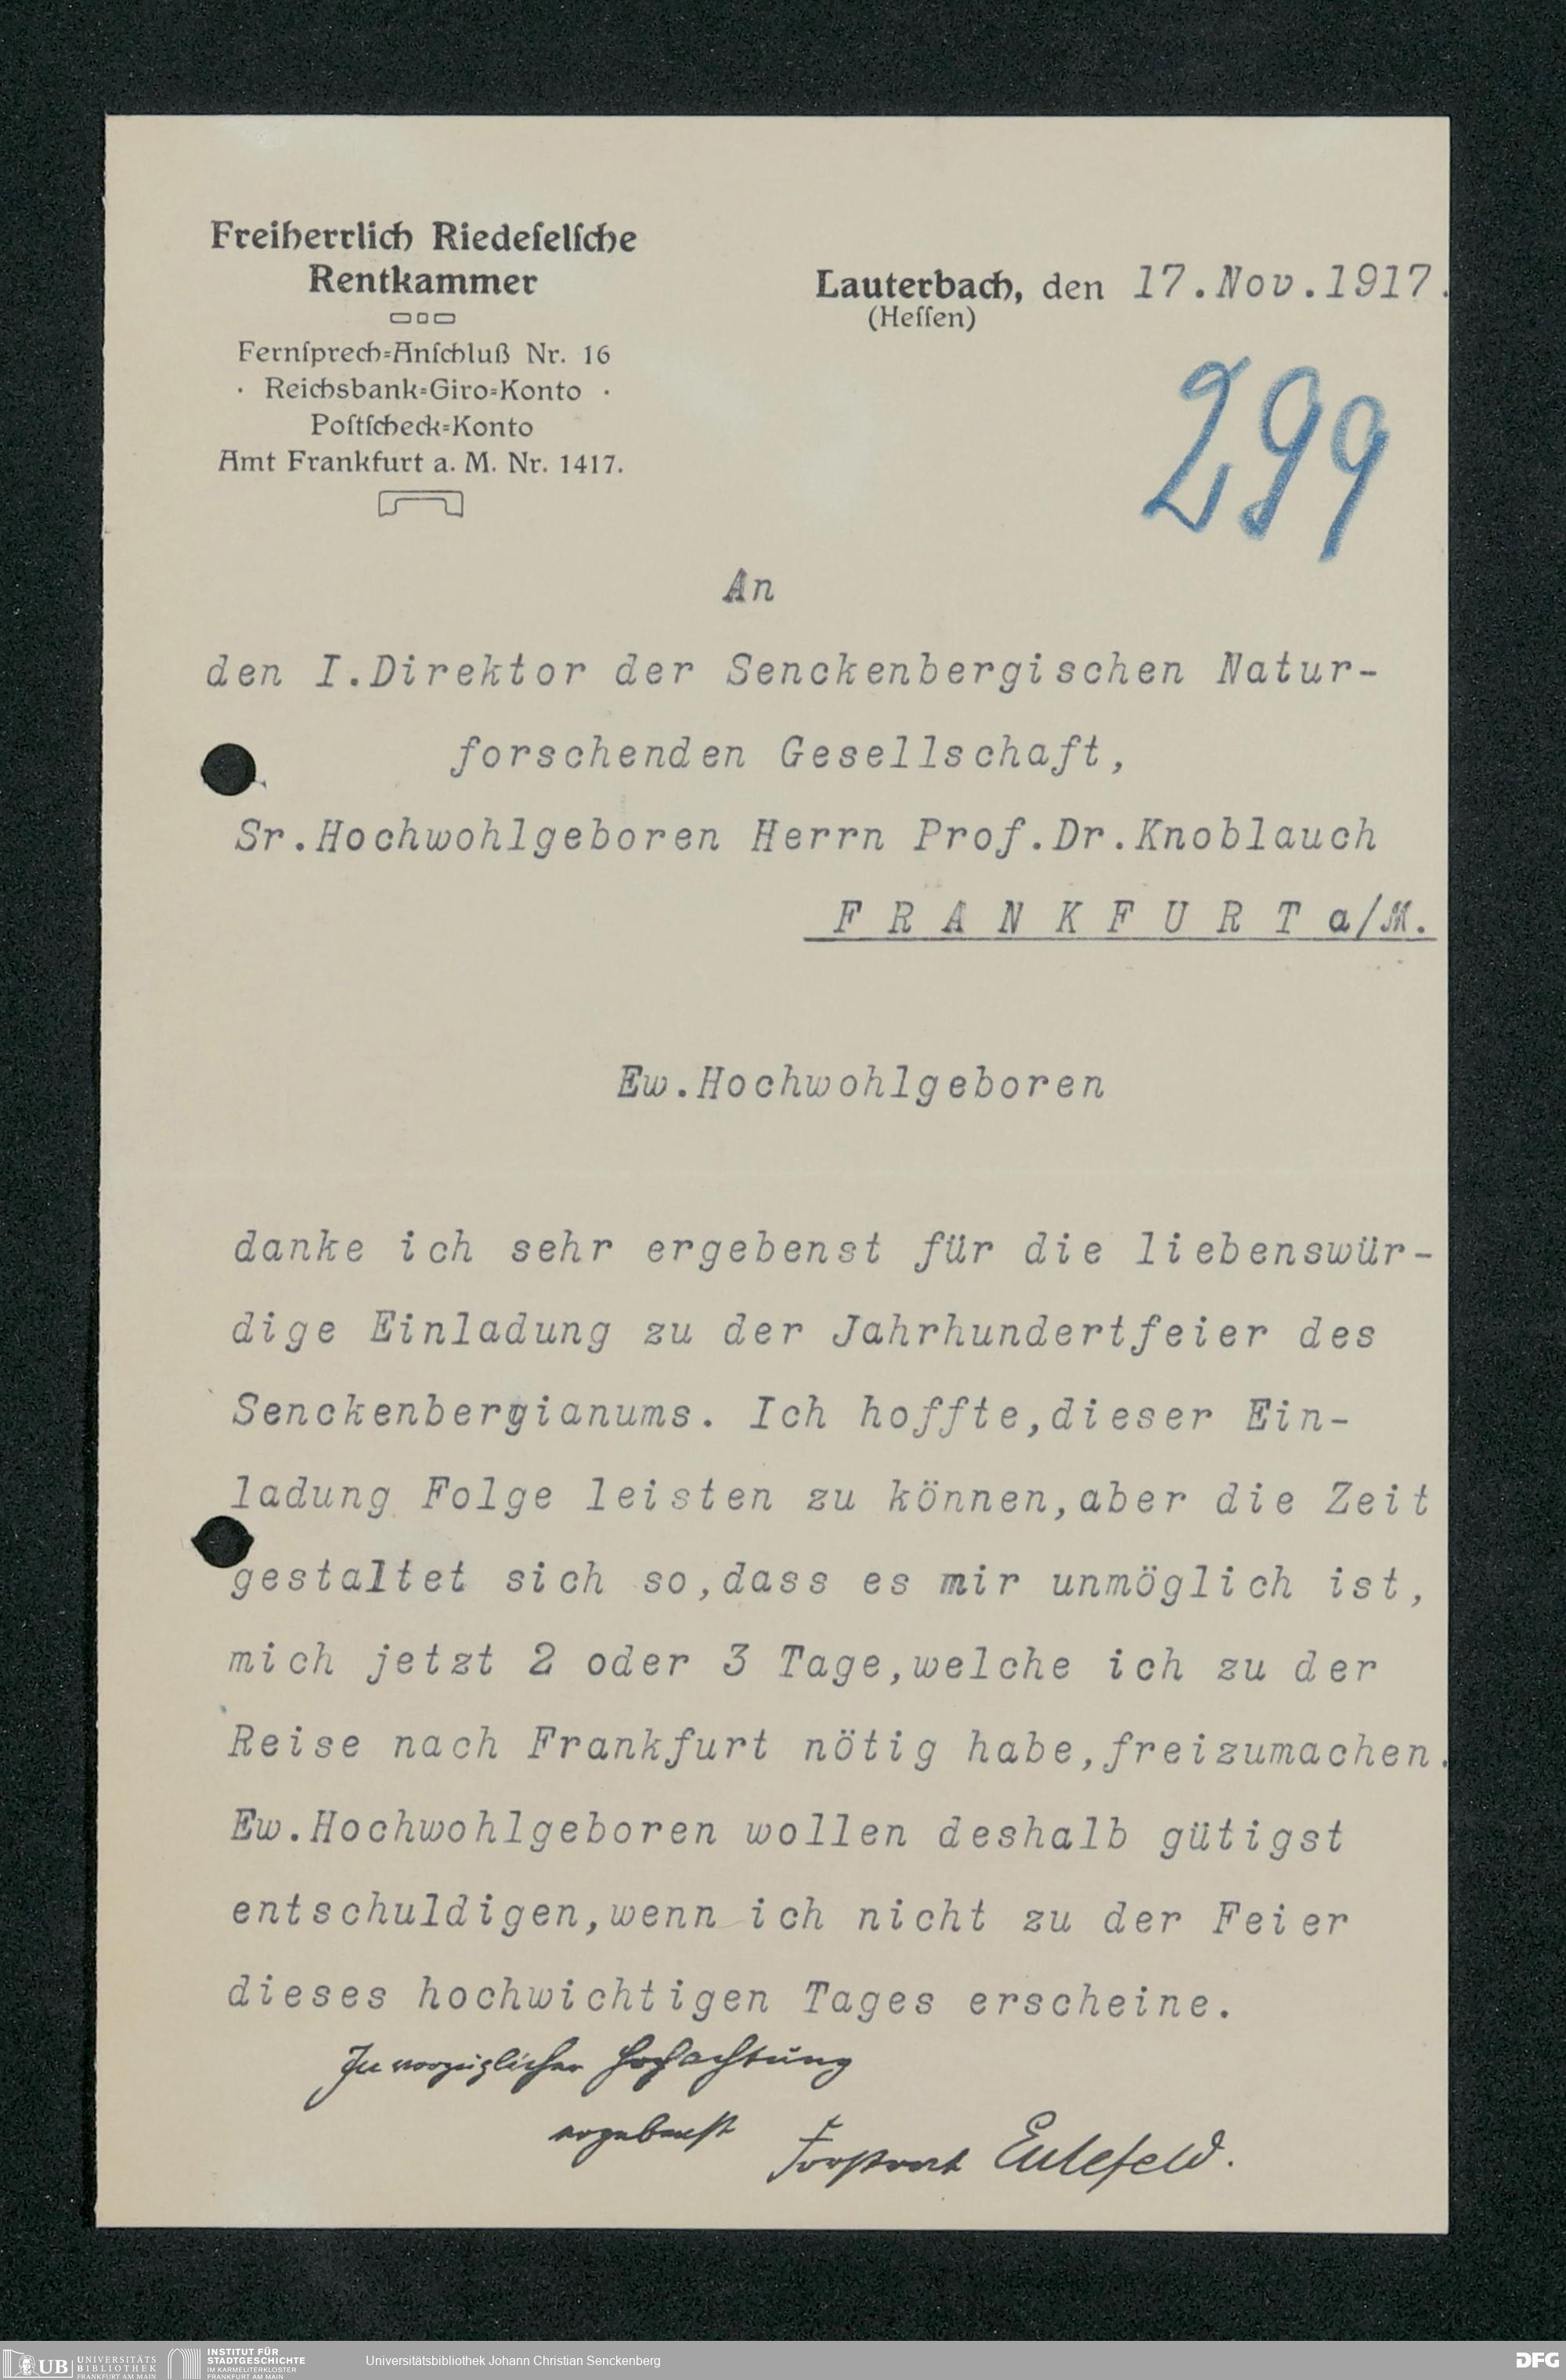 Freiherrlich Riedeſelſche
Rentkammer
Fernſprech=Anſchluß Nr. 16
· Reichsbank=Giro=Konto ·
Poſtſcheck=Konto
Amt Frankfurt a. M. Nr. 1417.
Lauterbach, den 17.Nov.1917.
(Heſſen)
299
An
den I.Direktor der Senckenbergischen Natur-
forschenden Gesellschaft,
Sr.Hochwohlgeboren Herrn Prof.Dr.Knoblauch
F R A N K F U R T a/M.
Ew.Hochwohlgeboren
danke ich sehr ergebenst für die liebenswür-
dige Einladung zu der Jahrhundertfeier des
Senckenbergianums. Ich hoffte,dieser Ein-
ladung Folge leisten zu können,aber die Zeit
gestaltet sich so,dass es mir unmöglich ist,
mich jetzt 2 oder 3 Tage,welche ich zu der
Reise nach Frankfurt nötig habe,freizumachen.
Ew.Hochwohlgeboren wollen deshalb gütigst
entschuldigen,wenn ich nicht zu der Feier
dieses hochwichtigen Tages erscheine.
In vorzüglicher Hochachtung
ergebenst Forstrat Eulefeld.
UB UNIVERSITÄTS
BIBLIOTHEK
FRANKFURT AM MAIN
INSTITUT FÜR
STADTGESCHICHTE
IM KARMELITERKLOSTER
FRANKFURT AM MAIN
Universitätsbibliothek Johann Christian Senckenberg
DFG